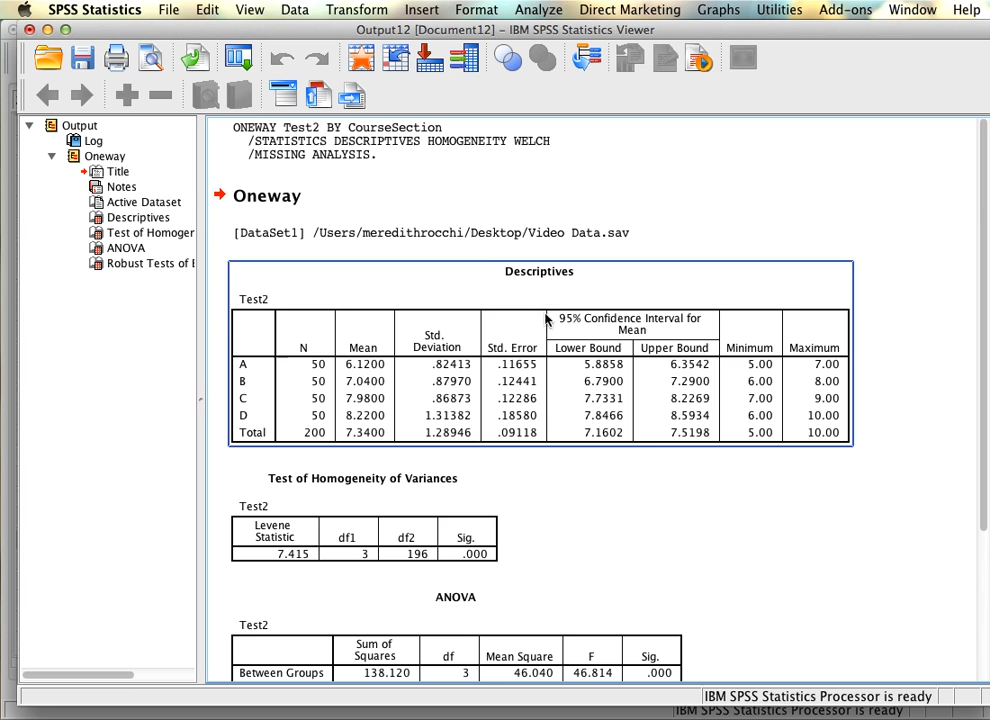 SPSS Statistics File Edit View Data Transform Insert Format Analyze Direct Marketing Graphs Utilities Add-ons Window Help
Output12 [Document12] – IBM SPSS Statistics Viewer
Output
Log
Oneway
Title
Notes
Active Dataset
Descriptives
Test of Homoger
ANOVA
Robust Tests of
ONEWAY Test2 BY CourseSection
/STATISTICS DESCRIPTIVES HOMOGENEITY WELCH
/MISSING ANALYSIS.
Oneway
[DataSet1] /Users/meredithrocchi/Desktop/Video Data.sav
Descriptives
Test2
N Mean Std. Deviation Std. Error 95% Confidence Interval for Mean Minimum Maximum
Lower Bound Upper Bound
A 50 6.1200 .82413 .11655 5.8858 6.3542 5.00 7.00
B 50 7.0400 .87970 .12441 6.7900 7.2900 6.00 8.00
C 50 7.9800 .86873 .12286 7.7331 8.2269 7.00 9.00
D 50 8.2200 1.31382 .18580 7.8466 8.5934 6.00 10.00
Total 200 7.3400 1.28946 .09118 7.1602 7.5198 5.00 10.00
Test of Homogeneity of Variances
Test2
Levene Statistic df1 df2 Sig.
7.415 3 196 .000
ANOVA
Test2
Sum of Squares df Mean Square F Sig.
Between Groups 138.120 3 46.040 46.814 .000
IBM SPSS Statistics Processor is ready
IBM SPSS Statistics Processor is ready